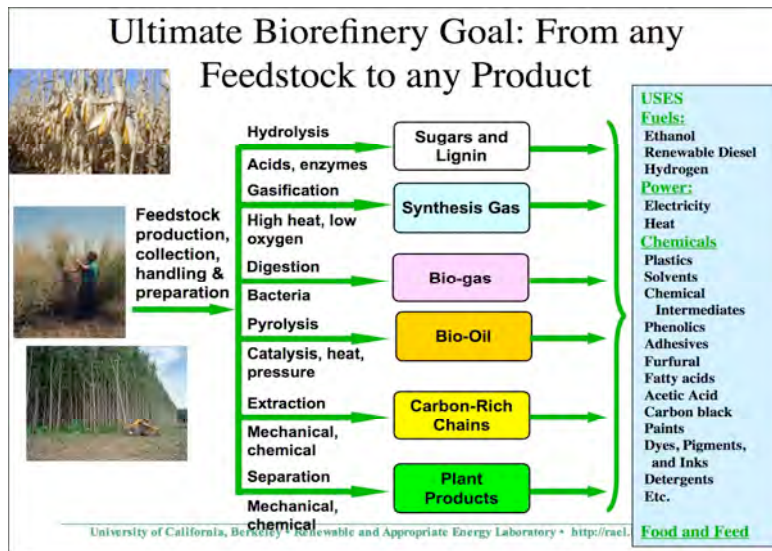 Ultimate Biorefinery Goal: From any
Feedstock to any Product
Feedstock
production,
collection,
handling &
preparation
Hydrolysis
Acids, enzymes
Sugars and
Lignin
Gasification
High heat, low
oxygen
Synthesis Gas
Digestion
Bacteria
Bio-gas
Pyrolysis
Catalysis, heat,
pressure
Bio-Oil
Extraction
Mechanical,
chemical
Carbon-Rich
Chains
Separation
Mechanical,
chemical
Plant
Products
USES
Fuels:
Ethanol
Renewable Diesel
Hydrogen
Power:
Electricity
Heat
Chemicals
Plastics
Solvents
Chemical
Intermediates
Phenolics
Adhesives
Furfural
Fatty acids
Acetic Acid
Carbon black
Paints
Dyes, Pigments,
and Inks
Detergents
Etc.
Food and Feed
University of California, Berkeley • Renewable and Appropriate Energy Laboratory • http://rael.